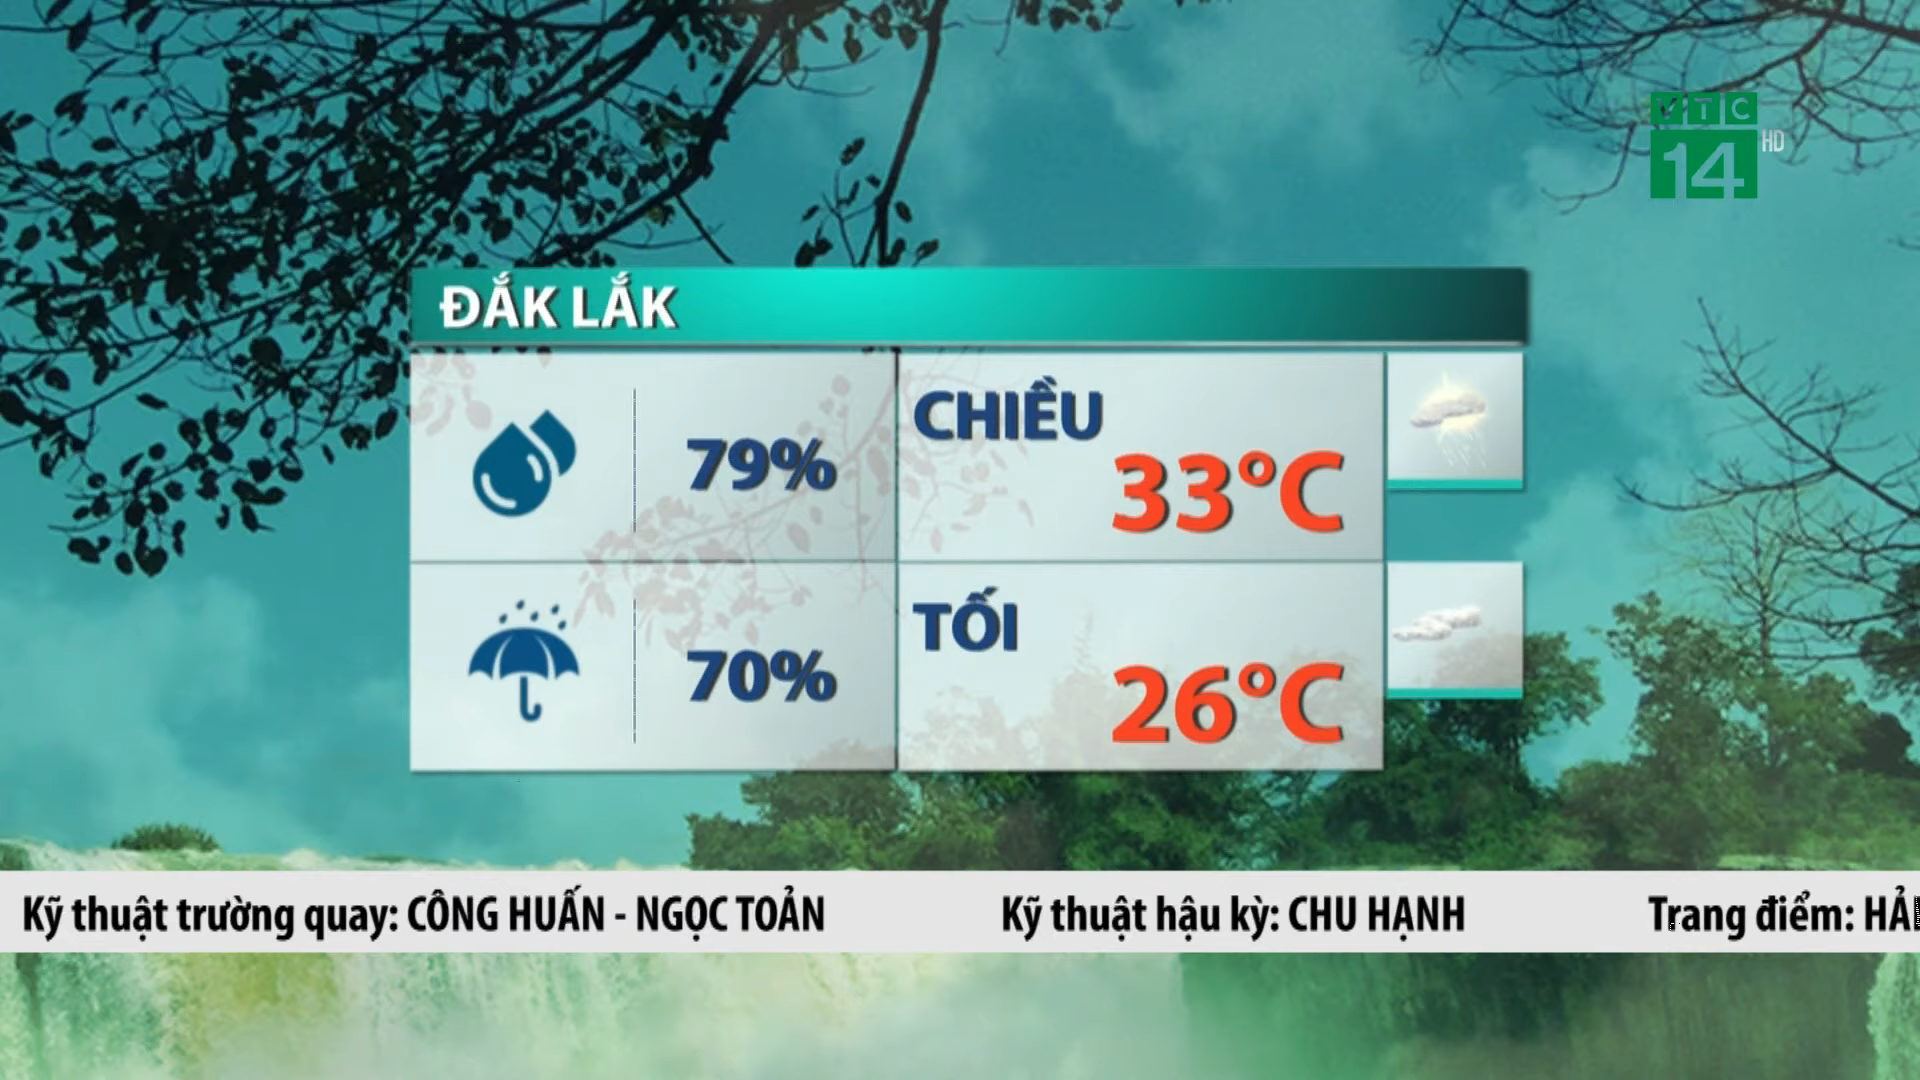 VTC
14 HD
ĐẮK LẮK
79%
CHIỀU
33°C
70%
TỐI
26°C
Kỹ thuật trường quay: CÔNG HUẤN - NGỌC TOẢN
Kỹ thuật hậu kỳ: CHU HẠNH
Trang điểm: